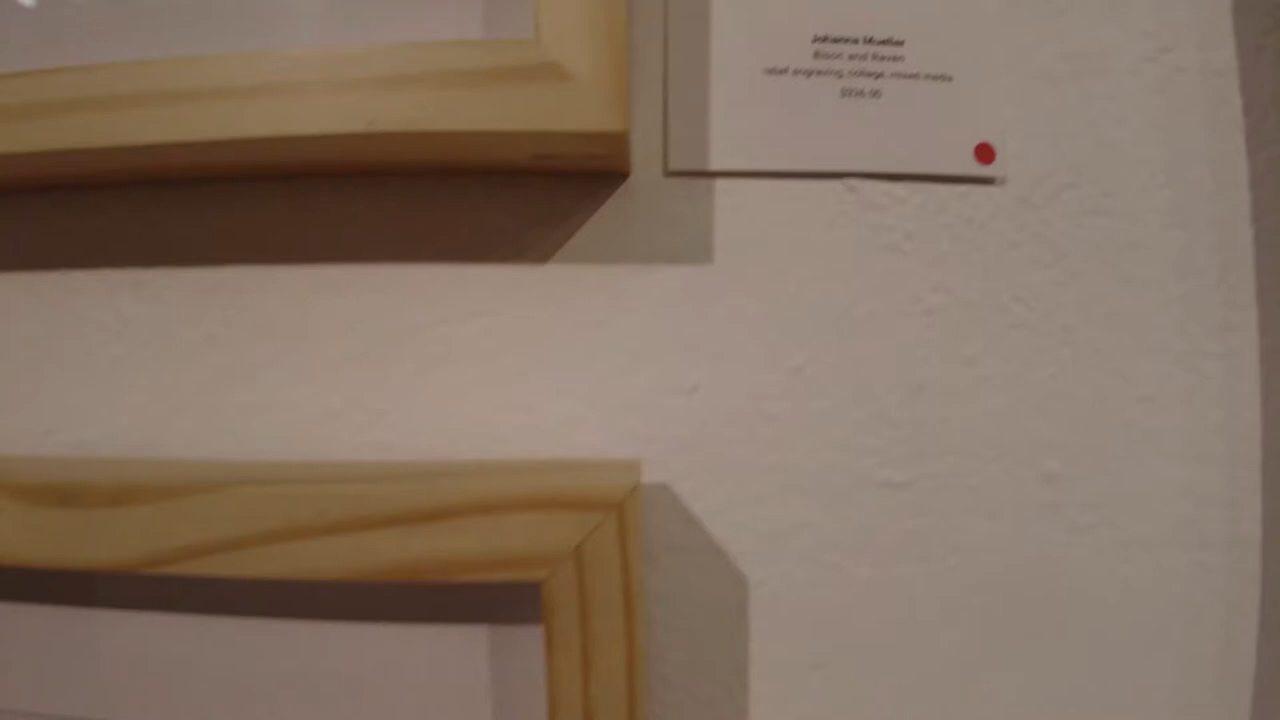 Johanna Mueller
Bison and Raven
relief engraving, collage, mixed media